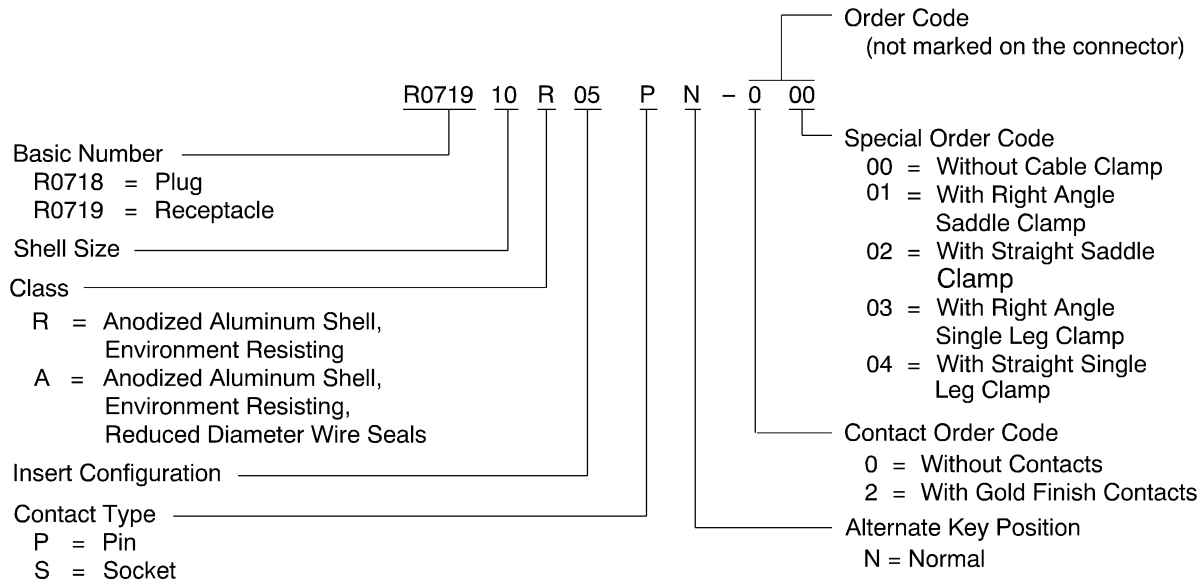 Order Code
(not marked on the connector)
R0719 10 R 05 P N – 0 00
Basic Number
R0718 = Plug
R0719 = Receptacle
Shell Size
Class
R = Anodized Aluminum Shell,
Environment Resisting
A = Anodized Aluminum Shell,
Environment Resisting,
Reduced Diameter Wire Seals
Insert Configuration
Contact Type
P = Pin
S = Socket
Special Order Code
00 = Without Cable Clamp
01 = With Right Angle
Saddle Clamp
02 = With Straight Saddle
Clamp
03 = With Right Angle
Single Leg Clamp
04 = With Straight Single
Leg Clamp
Contact Order Code
0 = Without Contacts
2 = With Gold Finish Contacts
Alternate Key Position
N = Normal